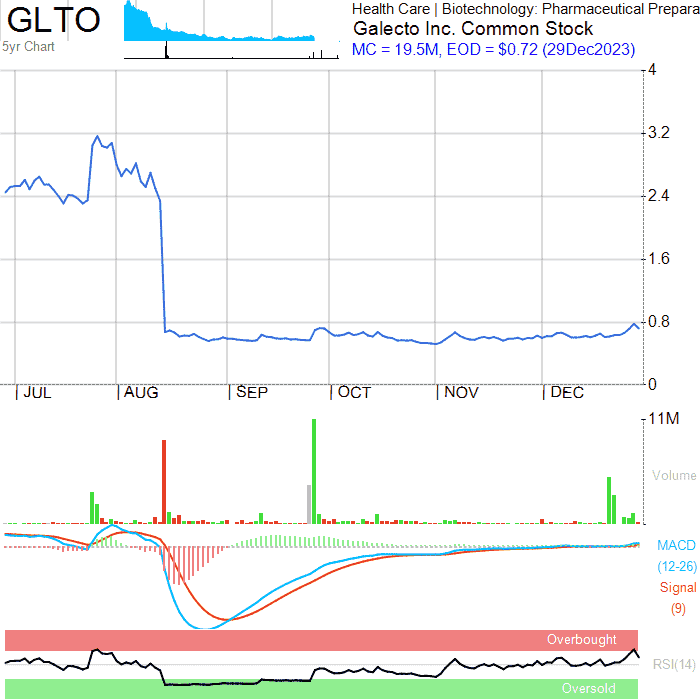 GLTO
5yr Chart
Health Care | Biotechnology: Pharmaceutical Prepara
Galecto Inc. Common Stock
MC = 19.5M, EOD = $0.72 (29Dec2023)
4
3.2
2.4
1.6
0.8
0
JUL AUG SEP OCT NOV DEC
11M
Volume
MACD
(12-26)
Signal
(9)
Overbought
RSI(14)
Oversold